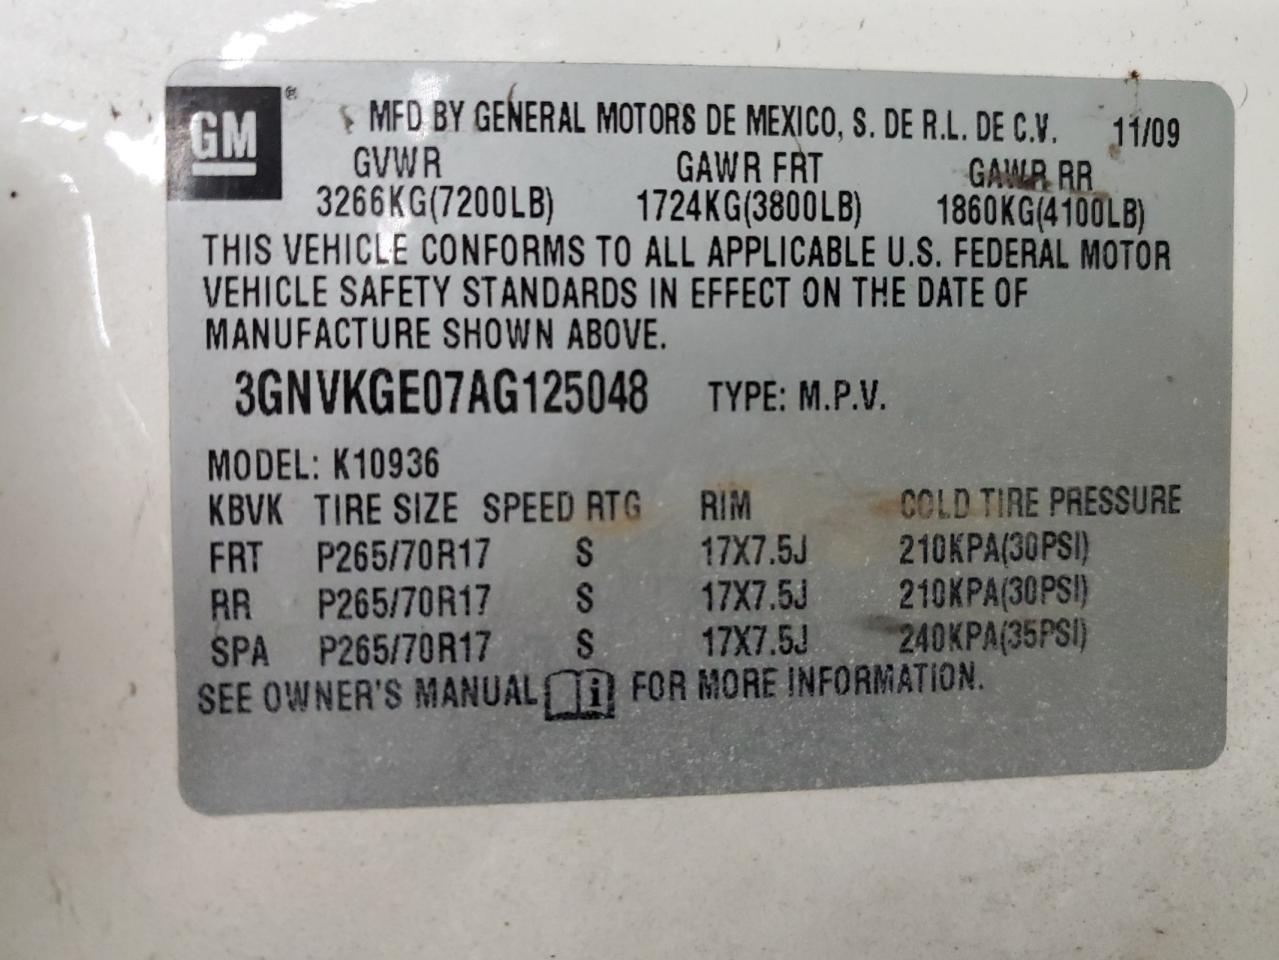 GM ® MFD BY GENERAL MOTORS DE MEXICO, S. DE R.L. DE C.V. 11/09
GVWR GAWR FRT GAWR RR
3266KG(7200LB) 1724KG(3800LB) 1860KG(4100LB)
THIS VEHICLE CONFORMS TO ALL APPLICABLE U.S. FEDERAL MOTOR
VEHICLE SAFETY STANDARDS IN EFFECT ON THE DATE OF
MANUFACTURE SHOWN ABOVE.
3GNVKGE07AG125048 TYPE: M.P.V.
MODEL: K10936
KBVK TIRE SIZE SPEED RTG RIM COLD TIRE PRESSURE
FRT P265/70R17 S 17X7.5J 210KPA(30PSI)
RR P265/70R17 S 17X7.5J 210KPA(30PSI)
SPA P265/70R17 S 17X7.5J 240KPA(35PSI)
SEE OWNER'S MANUAL i FOR MORE INFORMATION.